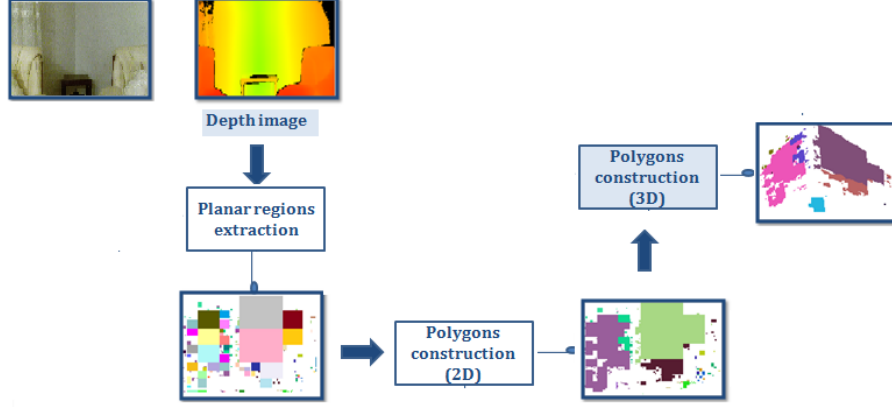 Depth image
Planar regions
extraction
Polygons
construction
(2D)
Polygons
construction
(3D)